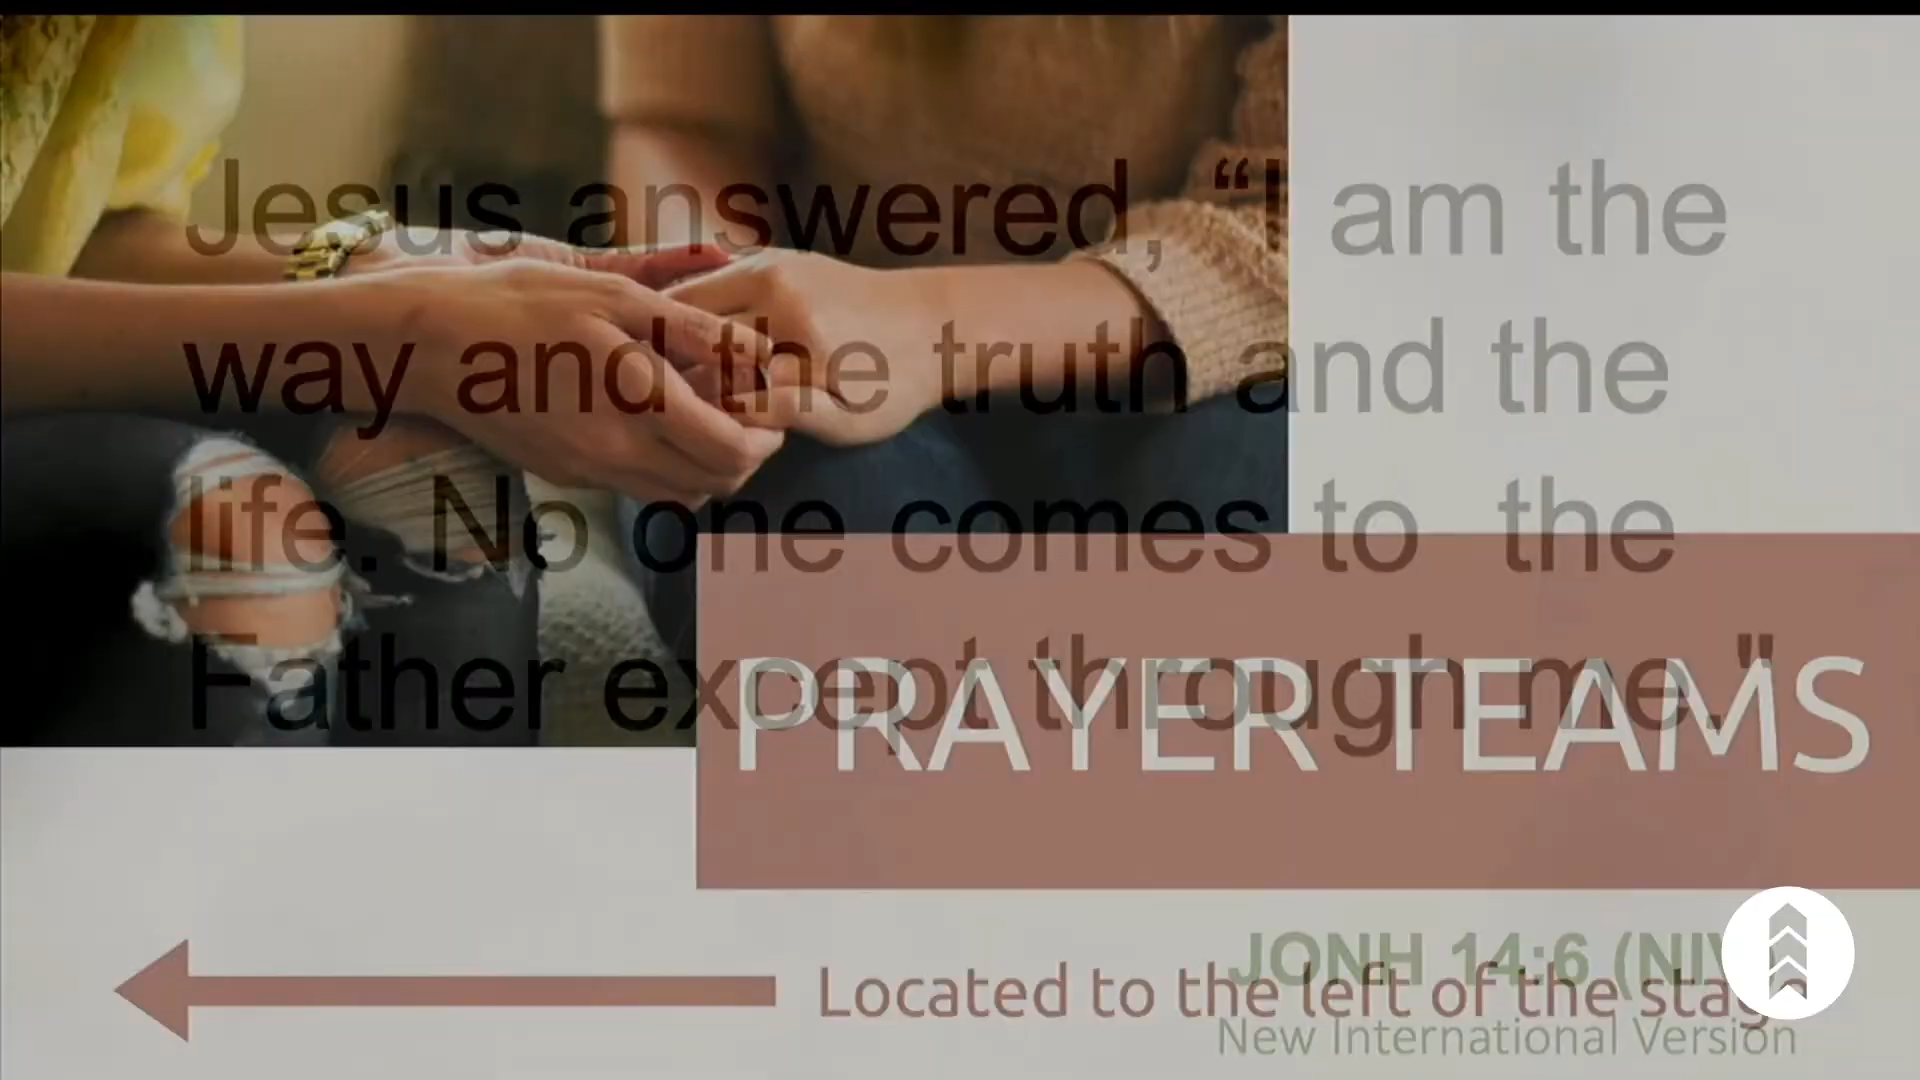 Jesus answered, “I am the
way and the truth and the
life. No one comes to  the
Father except through me."
PRAYER TEAMS
JONH 14:6 (NIV
Located to the left of the stage
New International Version